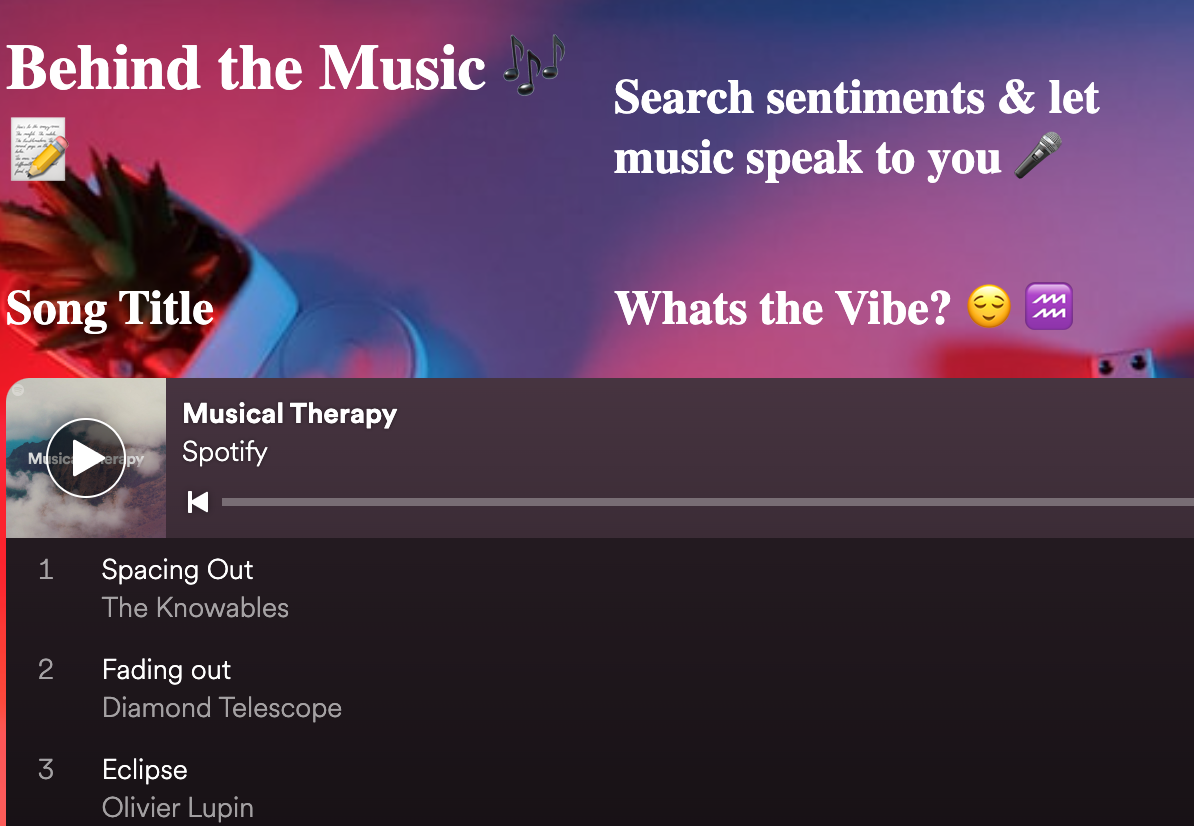 Behind the Music 🎶
📝
Search sentiments & let
music speak to you 🎤
Song Title
Whats the Vibe? 😌 ♒
Musical Therapy
Musical Therapy
Spotify
1 Spacing Out
The Knowables
2 Fading out
Diamond Telescope
3 Eclipse
Olivier Lupin